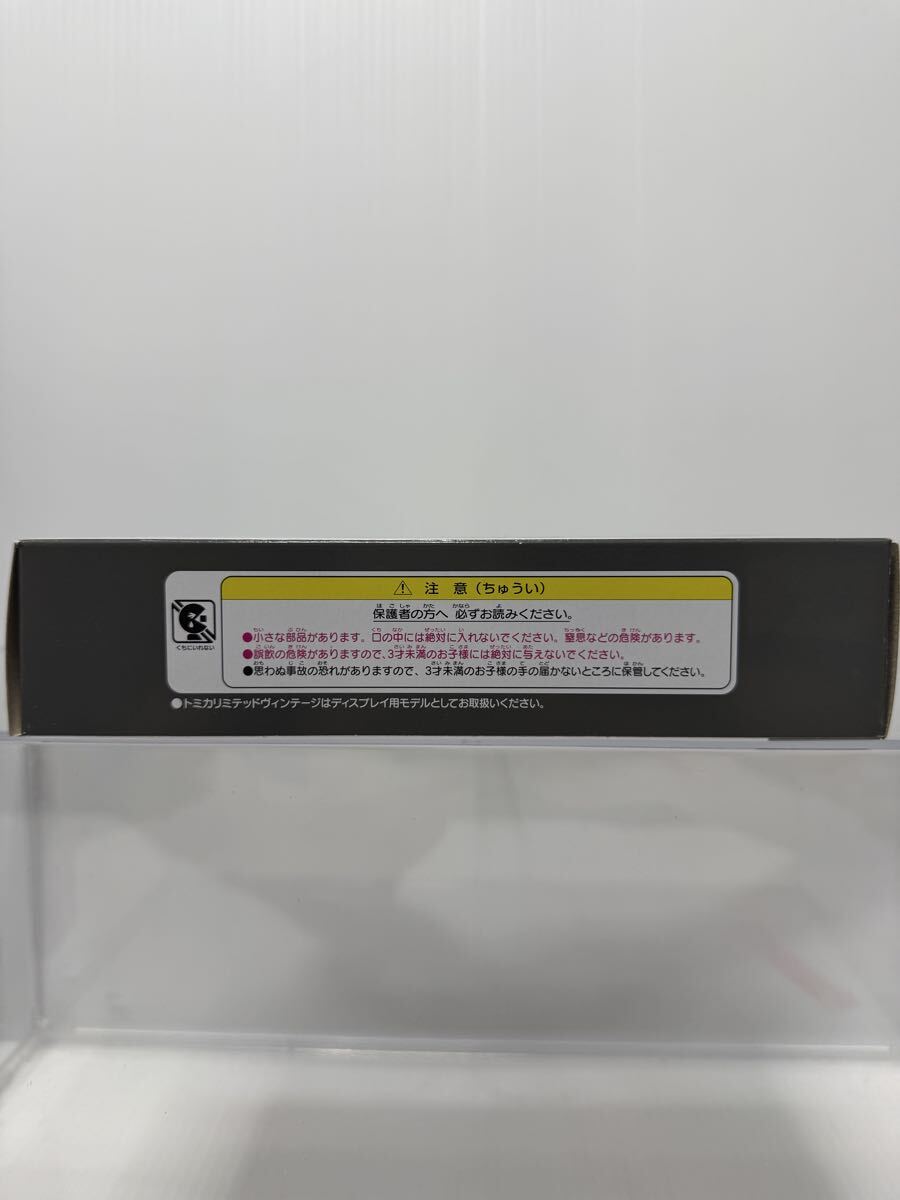 ⚠ 注意(ちゅうい)
保護者の方へ 必ずお読みください。
●小さな部品があります。口の中には絶対に入れないでください。窒息などの危険があります。
●誤飲の危険がありますので、3才未満のお子様には絶対に与えないでください。
●思わぬ事故の恐れがありますので、3才未満のお子様の手の届かないところに保管してください。
くちにいれない
●トミカリミテッドヴィンテージはディスプレイ用モデルとしてお取扱いください。